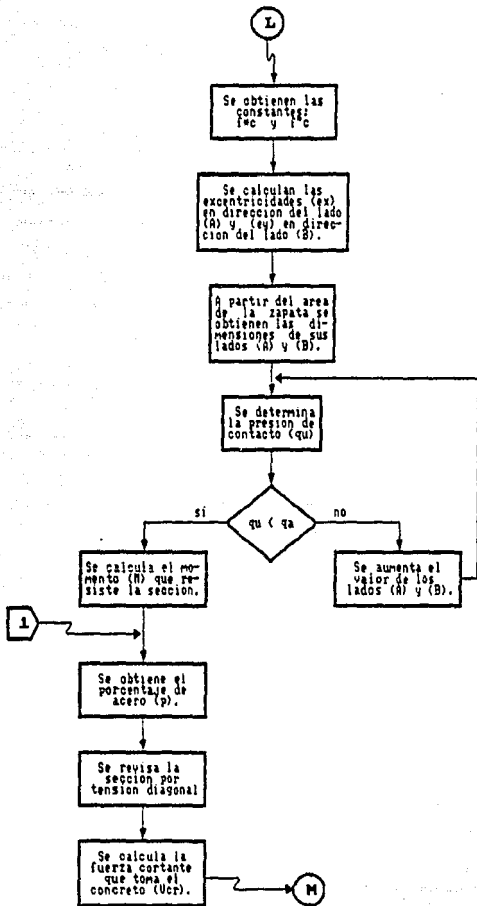 L
Se obtienen las
constantes:
f*c y f"c
Se calculan las
excentricidades (ex)
en direccion del lado
(A) y (ey) en direc-
cion del lado (B).
A partir del area
de la zapata se
obtienen las di-
mensiones de sus
lados (A) y (B).
Se determina
la presion de
contacto (qu)
qu < qa
si
no
Se calcula el mo-
mento (M) que re-
siste la seccion.
Se aumenta el
valor de los
lados (A) y (B).
1
Se obtiene el
porcentaje de
acero (p).
Se revisa la
seccion por
tension diagonal
Se calcula la
fuerza cortante
que toma el
concreto (Vcr).
M